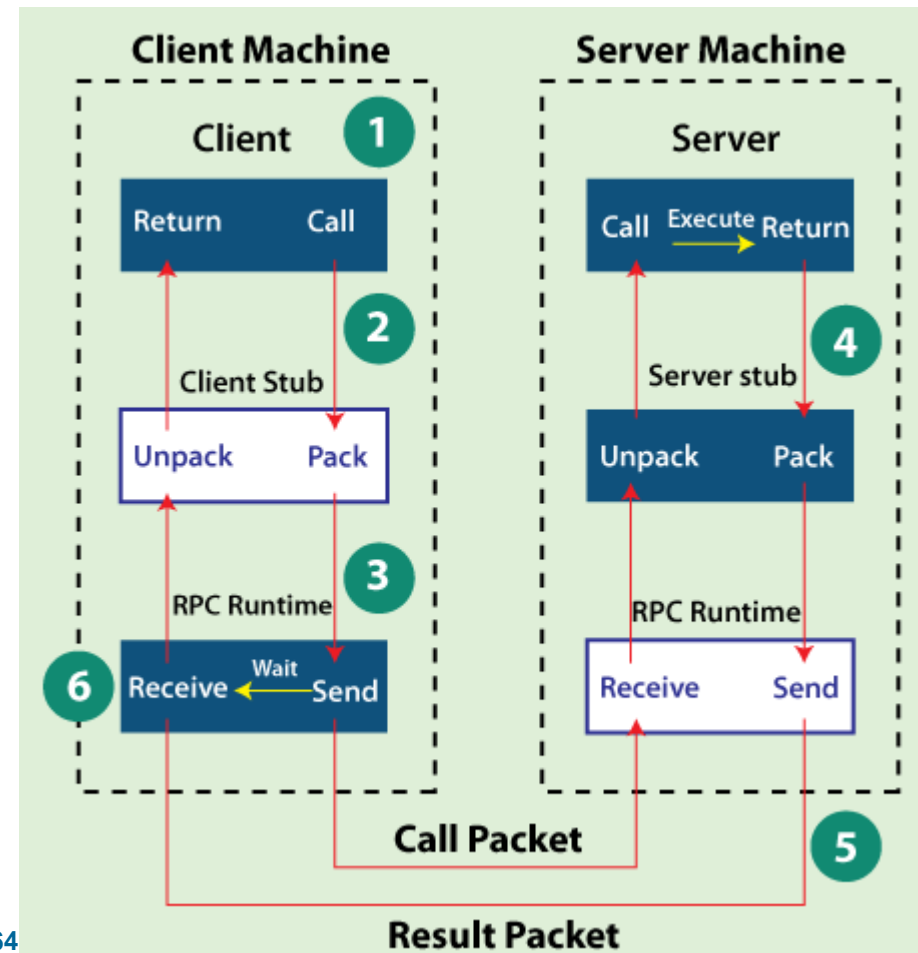 Client Machine
Server Machine
Client
1
Server
Return
Call
Call
Execute
Return
2
4
Client Stub
Server stub
Unpack
Pack
Unpack
Pack
3
RPC Runtime
RPC Runtime
6
Receive
Wait
Send
Receive
Send
Call Packet
5
Result Packet